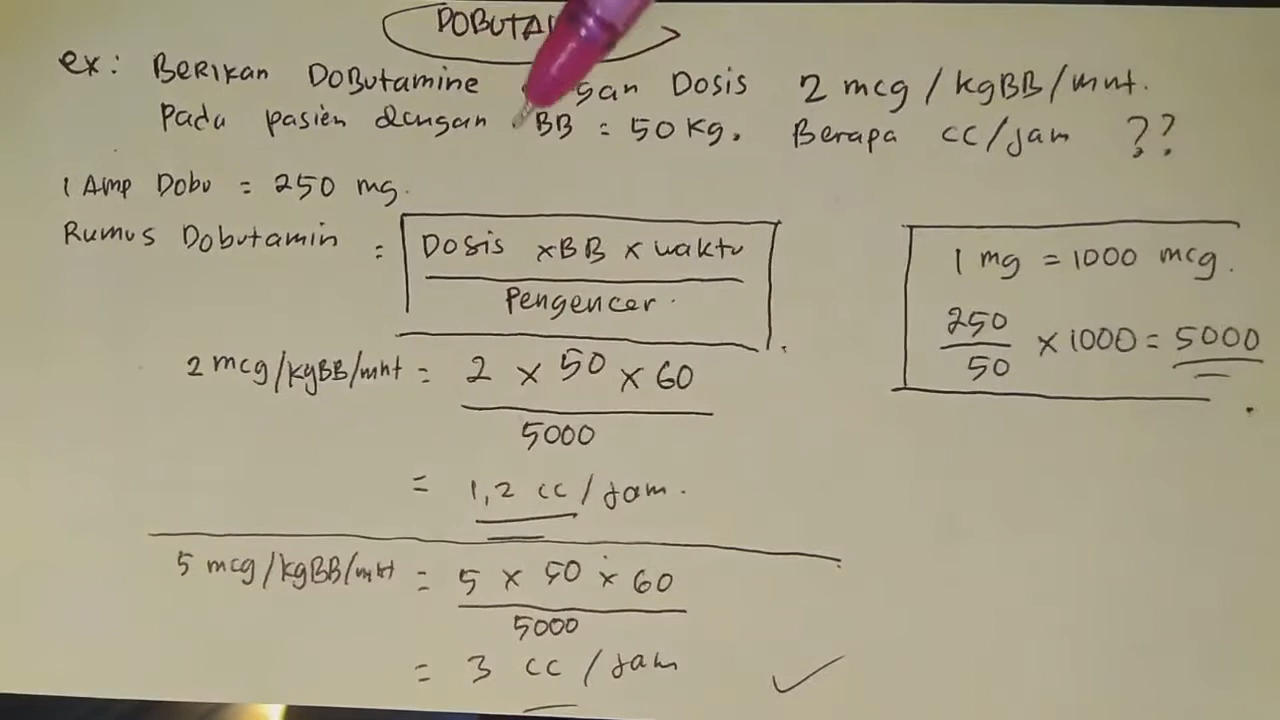 ex: Berikan Dobutamine Dosis 2 mcg/kgBB/mnt.
Pada pasien dengan BB = 50 Kg. Berapa cc/jam ??
1 Amp Dobu = 250 mg.
Rumus Dobutamin = Dosis x BB x waktu
Pengencer.
1 mg = 1000 mcg.
250
50
x 1000 = 5000
2 mcg/kgBB/mnt = 2 x 50 x 60
5000
= 1,2 cc/jam.
5 mcg/kgBB/mnt = 5 x 50 x 60
5000
= 3 cc/jam